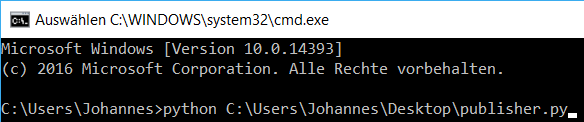 Auswählen C:\WINDOWS\system32\cmd.exe
Microsoft Windows [Version 10.0.14393]
(c) 2016 Microsoft Corporation. Alle Rechte vorbehalten.
C:\Users\Johannes>python C:\Users\Johannes\Desktop\publisher.py